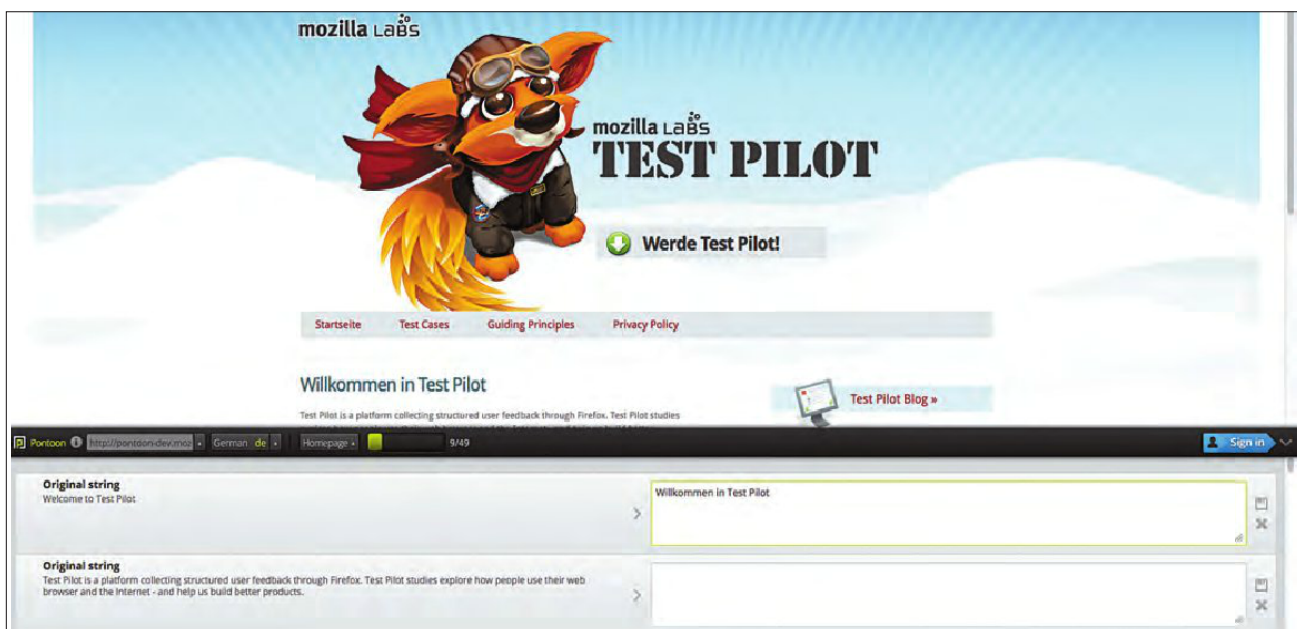 mozilla LaBs
mozilla LaBs
TEST PILOT
Werde Test Pilot!
Startseite Test Cases Guiding Principles Privacy Policy
Willkommen in Test Pilot
Test Pilot Blog »
Test Pilot is a platform collecting structured user feedback through Firefox. Test Pilot studies
Pontoon http://pontoon-dev.moz German de Homepage 9/49 Sign in
Original string
Welcome to Test Pilot
Willkommen in Test Pilot
Original string
Test Pilot is a platform collecting structured user feedback through Firefox. Test Pilot studies explore how people use their web
browser and the Internet - and help us build better products.